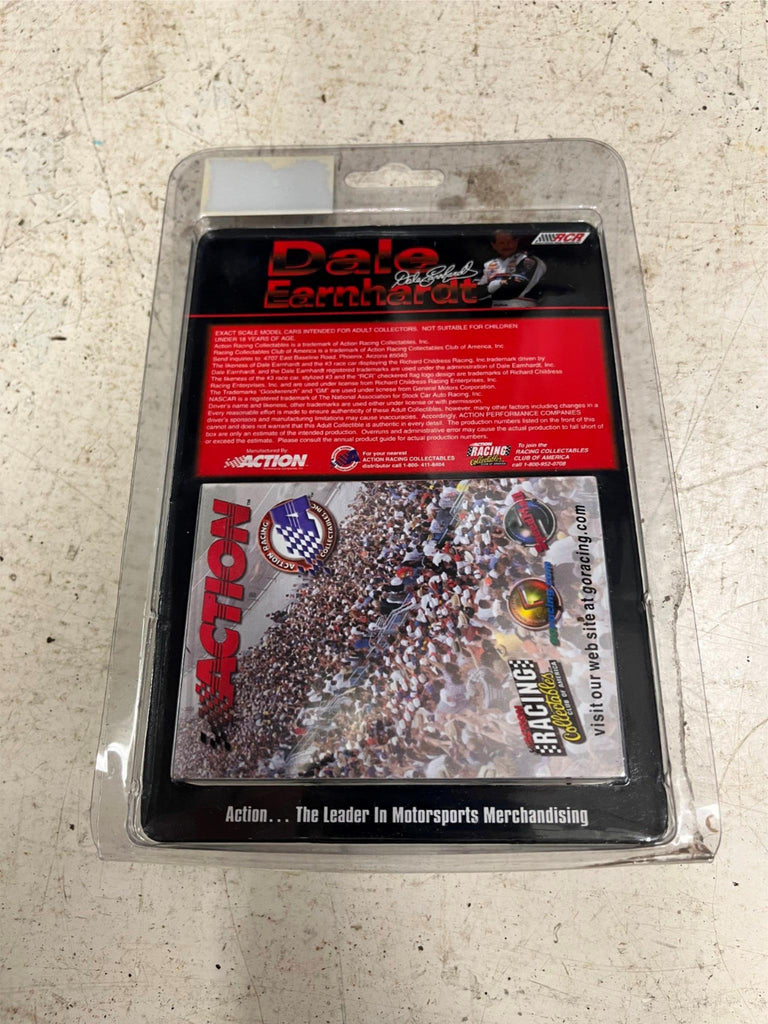 RCR
Dale
Dale Earnhardt
Earnhardt
EXACT SCALE MODEL CARS INTENDED FOR ADULT COLLECTORS. NOT SUITABLE FOR CHILDREN
UNDER 18 YEARS OF AGE.
Action Racing Collectables is a trademark of Action Racing Collectables, Inc.
Racing Collectables Club of America is a trademark of Racing Collectables Club of America, Inc.
Send inquiries to: 4707 East Baseline Road, Phoenix, Arizona 85040
The likeness of Dale Earnhardt and the #3 race car displaying the Richard Childress Racing, Inc trademark driven by
Dale Earnhardt, and the Dale Earnhardt registered trademarks are used under the administration of Dale Earnhardt, Inc.
The likeness of the #3 race car, stylized #3 and the "RCR" checkered flag logo design are trademarks of Richard Childress
Racing Enterprises, Inc. and are used under license from Richard Childress Racing Enterprises, Inc.
The Trademarks "Goodwrench" and "GM" are used under license from General Motors Corporation.
NASCAR is a registered trademark of The National Association for Stock Car Auto Racing, Inc.
Driver's name and likeness, other trademarks are used either under license or with permission.
Every reasonable effort is made to ensure authenticity of these Adult Collectibles, however, many other factors including changes in a
driver's sponsors and manufacturing limitations may cause inaccuracies. Accordingly, ACTION PERFORMANCE COMPANIES
cannot and does not warrant that this Adult Collectible is authentic in every detail. The production numbers listed on the front of this
box are only an estimate of the intended production. Overruns and administrative error may cause the actual production to fall short of
or exceed the estimate. Please consult the annual product guide for actual production numbers.
Manufactured By:
ACTION
For your nearest
ACTION RACING COLLECTABLES
distributor call 1-800- 411-8404
ACTION
RACING
Collectables
CLUB OF AMERICA
To join the
RACING COLLECTABLES
CLUB OF AMERICA
call 1-800-952-0708
ACTION
ACTION RACING
COLLECTABLES INC
RACING
Collectables
CLUB OF AMERICA
visit our web site at goracing.com
Action... The Leader In Motorsports Merchandising